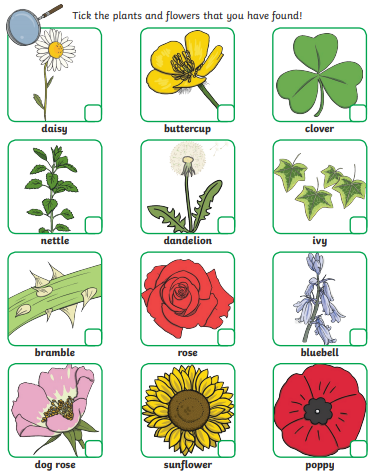 Tick the plants and flowers that you have found!
daisy
buttercup
clover
nettle
dandelion
ivy
bramble
rose
bluebell
dog rose
sunflower
poppy